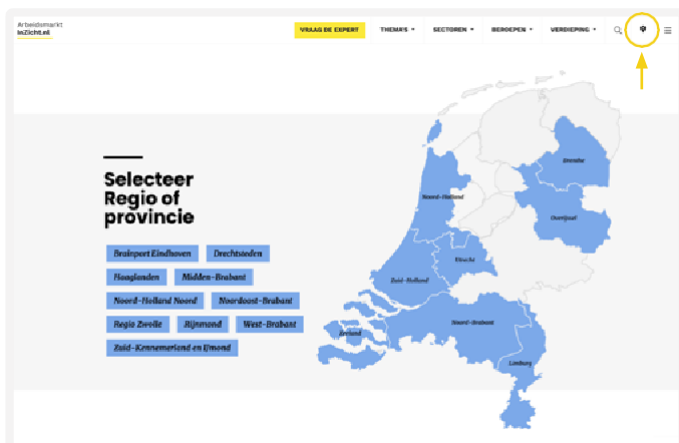 Arbeidsmarkt
InZicht.nl
VRAAG DE EXPERT
THEMA'S
SECTOREN
BEROEPEN
VERDIEPING
Selecteer
Regio of
provincie
Brainport Eindhoven
Drechtsteden
Haaglanden
Midden-Brabant
Noord-Holland Noord
Noordoost-Brabant
Regio Zwolle
Rijnmond
West-Brabant
Zuid-Kennemerland en IJmond
Drenthe
Noord-Holland
Overijssel
Utrecht
Zuid-Holland
Noord-Brabant
Zeeland
Limburg